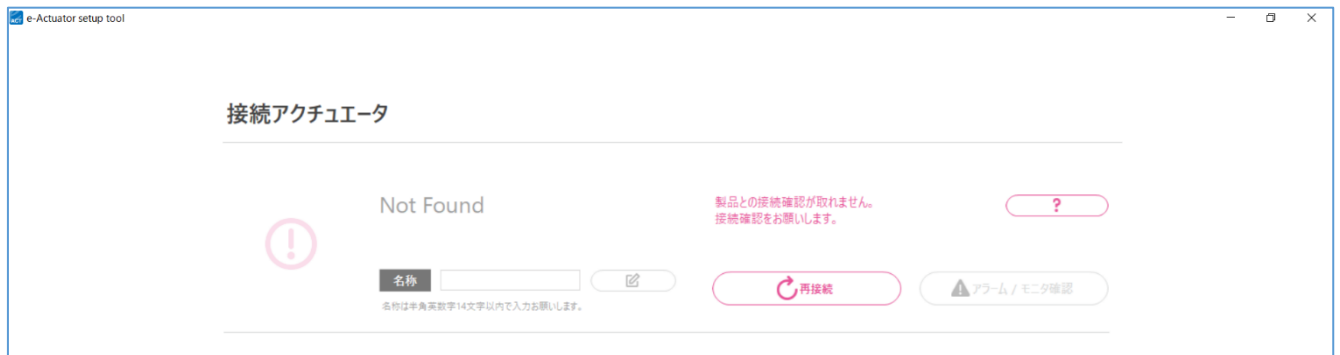 ACT e-Actuator setup tool
接続アクチュエータ
Not Found
製品との接続確認が取れません。
接続確認をお願いします。
?
名称
名称は半角英数字14文字以内で入力お願いします。
再接続
アラーム / モニタ確認